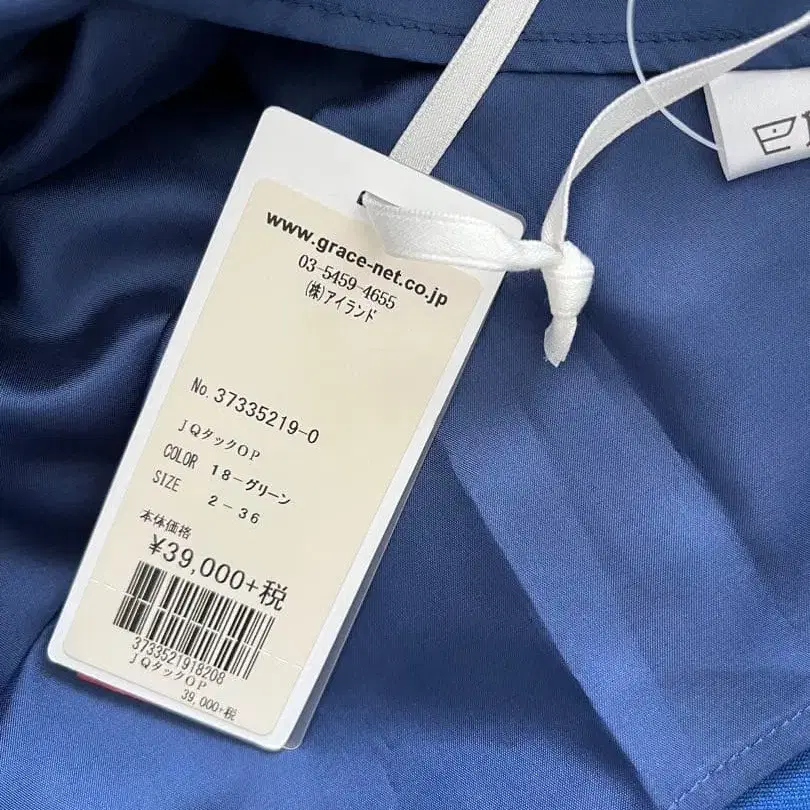 www.grace-net.co.jp
03-5459-4655
(株)アイランド
No. 37335219-0
JQタックOP
COLOR 18-グリーン
SIZE 2-36
本体価格
¥39,000+税
3733521918208
JQタックOP
39,000+税